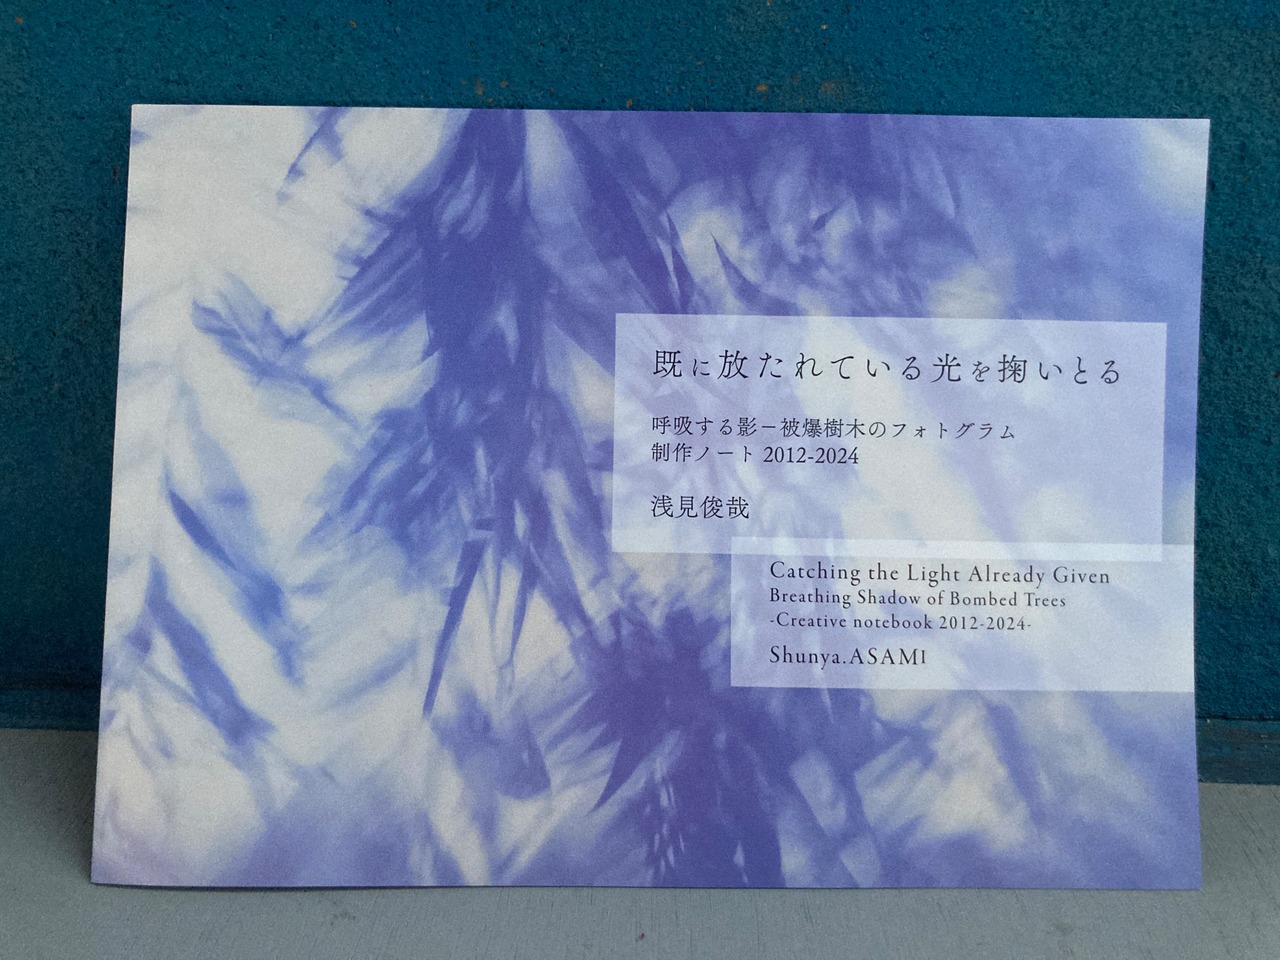 既に放たれている光を掬いとる
呼吸する影－被爆樹木のフォトグラム
制作ノート 2012-2024
浅見俊哉
Catching the Light Already Given
Breathing Shadow of Bombed Trees
-Creative notebook 2012-2024-
Shunya.ASAMI